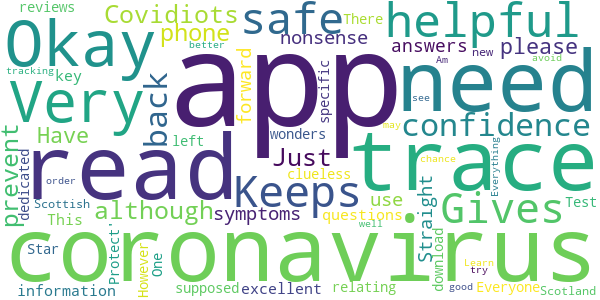 reviews
Covidiots
safe
helpful
There
Okay
phone
nonsense
answers
please
better
Am
new
tracking
key
app
need
avoid
Very
back
forward
specific
see
confidence
wonders
prevent
Have
left
Just
trace
read
clueless
may
chance
Everything
dedicated
order
Keeps
use
Gives
Scottish
although
symptoms
questions
Straight
Test
This
well
coronavirus
Star
Protect'
However
One
supposed
relating
download
Learn
try
information
excellent
good
Everyone
Scotland